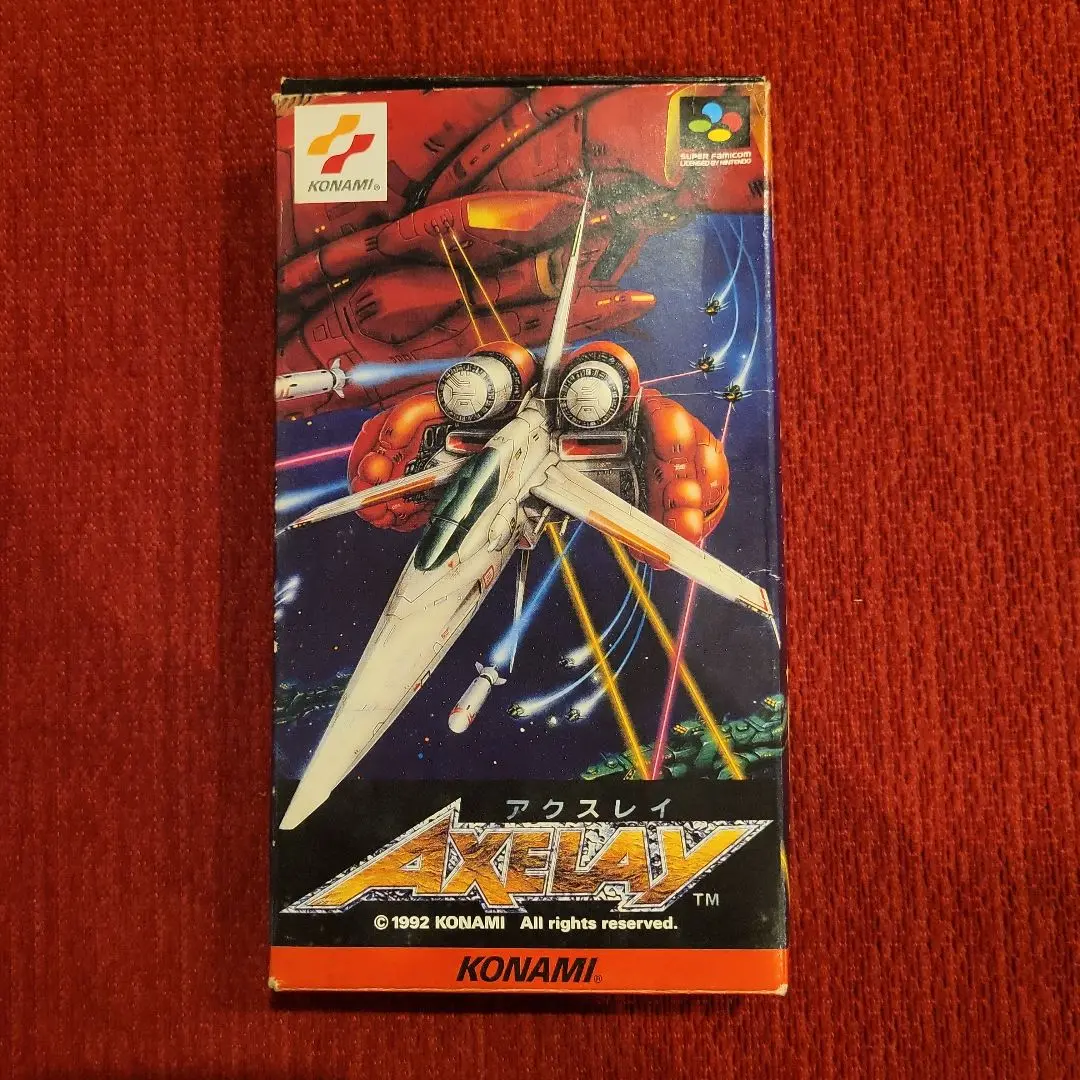 KONAMI®
SUPER FAMICOM
LICENSED BY NINTENDO
アクスレイ
AXELAY
TM
© 1992 KONAMI All rights reserved.
KONAMI®